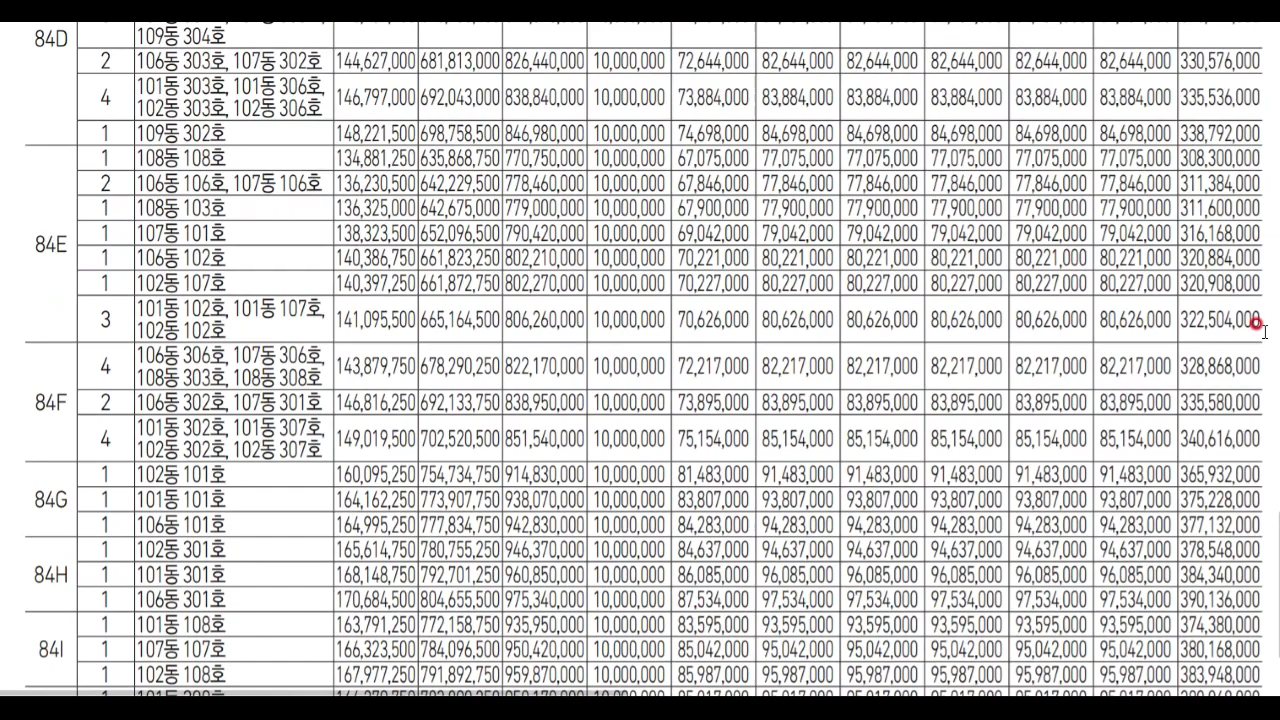 84D
109동 304호
2 106동 303호, 107동 302호 144,627,000 681,813,000 826,440,000 10,000,000 72,644,000 82,644,000 82,644,000 82,644,000 82,644,000 82,644,000 330,576,000
4 101동 303호, 101동 306호, 146,797,000 692,043,000 838,840,000 10,000,000 73,884,000 83,884,000 83,884,000 83,884,000 83,884,000 83,884,000 335,536,000
102동 303호, 102동 306호
1 109동 302호 148,221,500 698,758,500 846,980,000 10,000,000 74,698,000 84,698,000 84,698,000 84,698,000 84,698,000 84,698,000 338,792,000
84E
1 108동 108호 134,881,250 635,868,750 770,750,000 10,000,000 67,075,000 77,075,000 77,075,000 77,075,000 77,075,000 77,075,000 308,300,000
2 106동 106호, 107동 106호 136,230,500 642,229,500 778,460,000 10,000,000 67,846,000 77,846,000 77,846,000 77,846,000 77,846,000 77,846,000 311,384,000
1 108동 103호 136,325,000 642,675,000 779,000,000 10,000,000 67,900,000 77,900,000 77,900,000 77,900,000 77,900,000 77,900,000 311,600,000
1 107동 101호 138,323,500 652,096,500 790,420,000 10,000,000 69,042,000 79,042,000 79,042,000 79,042,000 79,042,000 79,042,000 316,168,000
1 106동 102호 140,386,750 661,823,250 802,210,000 10,000,000 70,221,000 80,221,000 80,221,000 80,221,000 80,221,000 80,221,000 320,884,000
1 102동 107호 140,397,250 661,872,750 802,270,000 10,000,000 70,227,000 80,227,000 80,227,000 80,227,000 80,227,000 80,227,000 320,908,000
3 101동 102호, 101동 107호, 141,095,500 665,164,500 806,260,000 10,000,000 70,626,000 80,626,000 80,626,000 80,626,000 80,626,000 80,626,000 322,504,000
102동 102호
84F
4 106동 306호, 107동 306호, 143,879,750 678,290,250 822,170,000 10,000,000 72,217,000 82,217,000 82,217,000 82,217,000 82,217,000 82,217,000 328,868,000
108동 303호, 108동 308호
2 106동 302호, 107동 301호 146,816,250 692,133,750 838,950,000 10,000,000 73,895,000 83,895,000 83,895,000 83,895,000 83,895,000 83,895,000 335,580,000
4 101동 302호, 101동 307호, 149,019,500 702,520,500 851,540,000 10,000,000 75,154,000 85,154,000 85,154,000 85,154,000 85,154,000 85,154,000 340,616,000
102동 302호, 102동 307호
84G
1 102동 101호 160,095,250 754,734,750 914,830,000 10,000,000 81,483,000 91,483,000 91,483,000 91,483,000 91,483,000 91,483,000 365,932,000
1 101동 101호 164,162,250 773,907,750 938,070,000 10,000,000 83,807,000 93,807,000 93,807,000 93,807,000 93,807,000 93,807,000 375,228,000
1 106동 101호 164,995,250 777,834,750 942,830,000 10,000,000 84,283,000 94,283,000 94,283,000 94,283,000 94,283,000 94,283,000 377,132,000
84H
1 102동 301호 165,614,750 780,755,250 946,370,000 10,000,000 84,637,000 94,637,000 94,637,000 94,637,000 94,637,000 94,637,000 378,548,000
1 101동 301호 168,148,750 792,701,250 960,850,000 10,000,000 86,085,000 96,085,000 96,085,000 96,085,000 96,085,000 96,085,000 384,340,000
1 106동 301호 170,684,500 804,655,500 975,340,000 10,000,000 87,534,000 97,534,000 97,534,000 97,534,000 97,534,000 97,534,000 390,136,000
84I
1 101동 108호 163,791,250 772,158,750 935,950,000 10,000,000 83,595,000 93,595,000 93,595,000 93,595,000 93,595,000 93,595,000 374,380,000
1 107동 107호 166,323,500 784,096,500 950,420,000 10,000,000 85,042,000 95,042,000 95,042,000 95,042,000 95,042,000 95,042,000 380,168,000
1 102동 108호 167,977,250 791,892,750 959,870,000 10,000,000 85,987,000 95,987,000 95,987,000 95,987,000 95,987,000 95,987,000 383,948,000